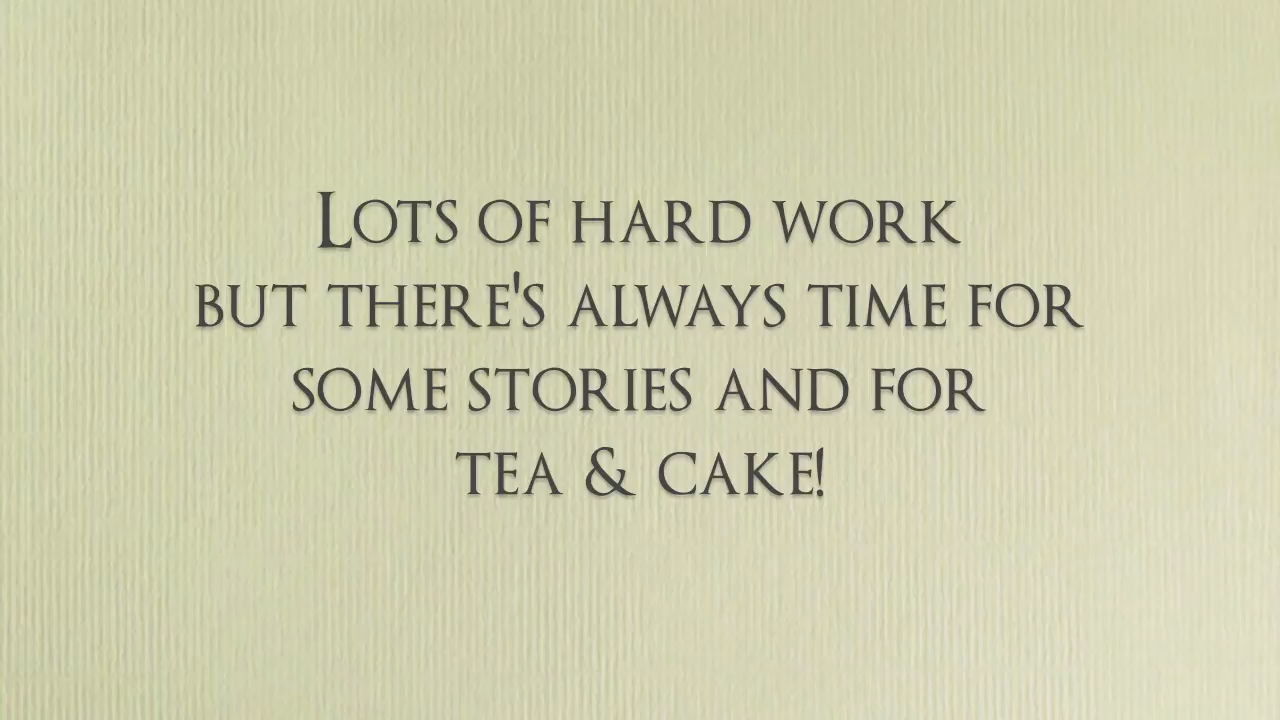 Lots of hard work
but there's always time for
some stories and for
tea & cake!